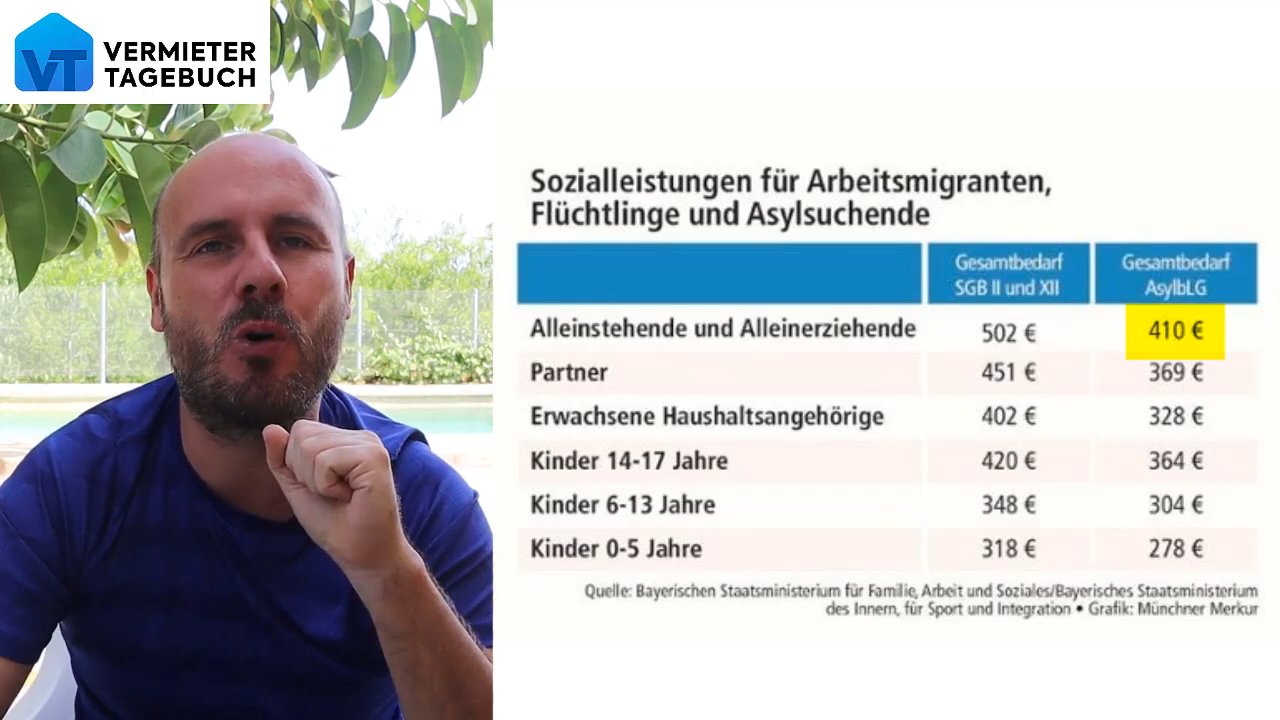 VERMIETER
TAGEBUCH
VT
Sozialleistungen für Arbeitsmigranten,
Flüchtlinge und Asylsuchende
Gesamtbedarf SGB II und XII Gesamtbedarf AsylbLG
Alleinstehende und Alleinerziehende 502 € 410 €
Partner 451 € 369 €
Erwachsene Haushaltsangehörige 402 € 328 €
Kinder 14-17 Jahre 420 € 364 €
Kinder 6-13 Jahre 348 € 304 €
Kinder 0-5 Jahre 318 € 278 €
Quelle: Bayerischen Staatsministerium für Familie, Arbeit und Soziales/Bayerisches Staatsministerium
des Innern, für Sport und Integration • Grafik: Münchner Merkur